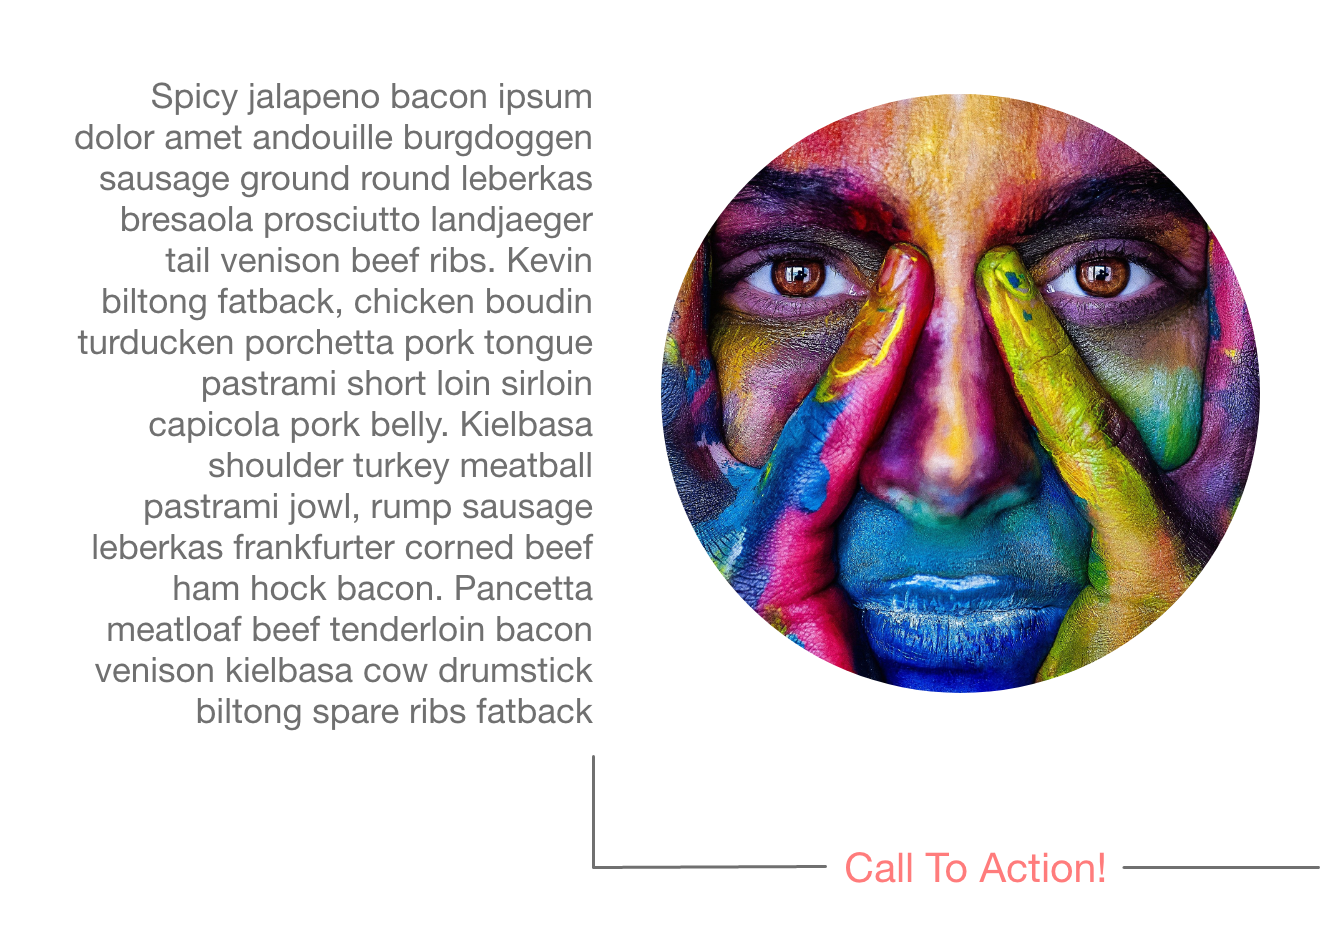 Spicy jalapeno bacon ipsum
dolor amet andouille burgdoggen
sausage ground round leberkas
bresaola prosciutto landjaeger
tail venison beef ribs. Kevin
biltong fatback, chicken boudin
turducken porchetta pork tongue
pastrami short loin sirloin
capicola pork belly. Kielbasa
shoulder turkey meatball
pastrami jowl, rump sausage
leberkas frankfurter corned beef
ham hock bacon. Pancetta
meatloaf beef tenderloin bacon
venison kielbasa cow drumstick
biltong spare ribs fatback
Call To Action!